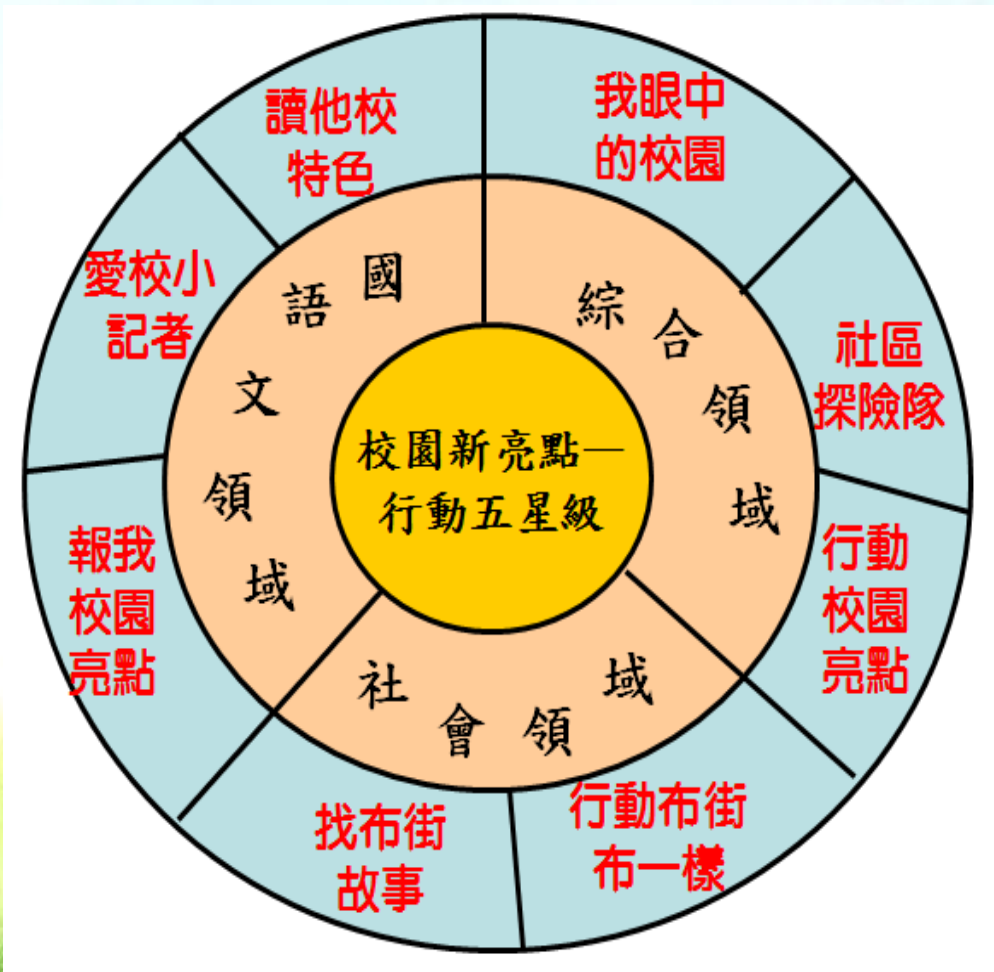 校園新亮點—
行動五星級
綜合領域
社會領域
國語文領域
我眼中
的校園
社區
探險隊
行動
校園
亮點
行動布街
布一樣
找布街
故事
報我
校園
亮點
愛校小
記者
讀他校
特色